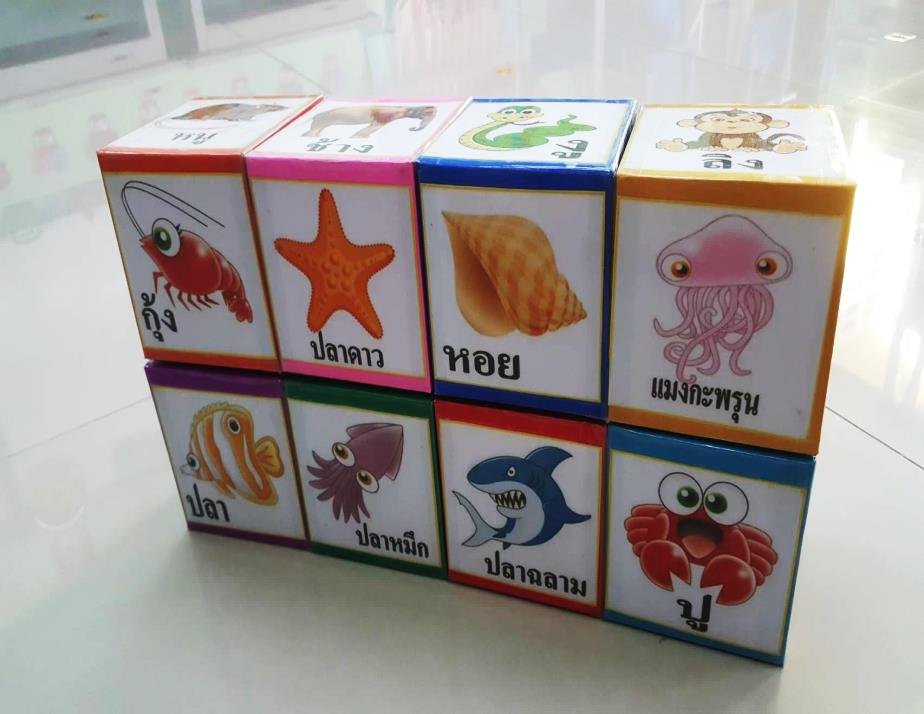 หนู
ช้าง
งู
ลิง
กุ้ง
ปลาดาว
หอย
แมงกะพรุน
ปลา
ปลาหมึก
ปลาฉลาม
ปู